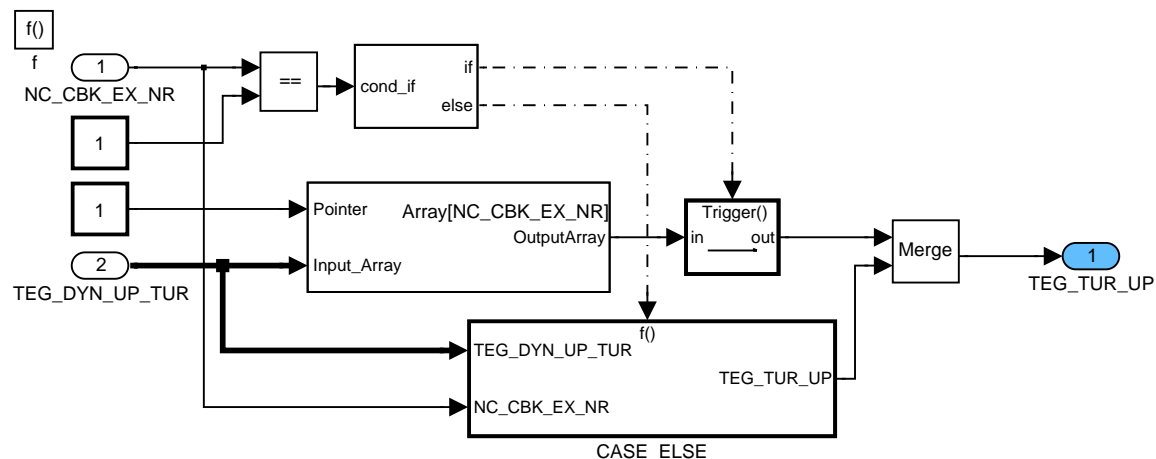 f()
f
1
NC_CBK_EX_NR
==
cond_if
if
else
1
1
Pointer
Array[NC_CBK_EX_NR]
OutputArray
Input_Array
2
TEG_DYN_UP_TUR
Trigger()
in
out
Merge
1
TEG_TUR_UP
f()
TEG_DYN_UP_TUR
TEG_TUR_UP
NC_CBK_EX_NR
CASE_ELSE